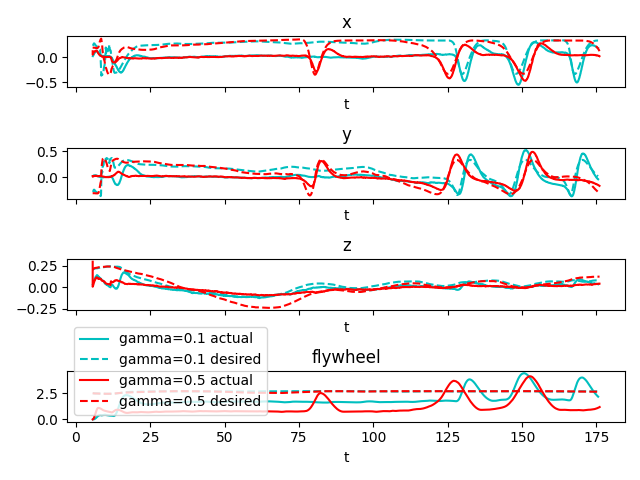 x
0.0
−0.5
t
y
0.5
0.0
t
z
0.25
0.00
−0.25
t
gamma=0.1 actual
gamma=0.1 desired
gamma=0.5 actual
gamma=0.5 desired
flywheel
2.5
0.0
0 25 50 75 100 125 150 175
t